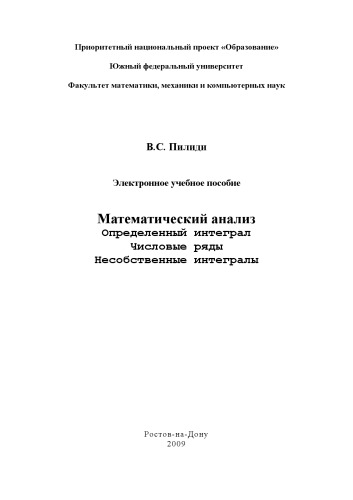 Приоритетный национальный проект «Образование»
Южный федеральный университет
Факультет математики, механики и компьютерных наук
В.С. Пилиди
Электронное учебное пособие
Математический анализ
Определенный интеграл
Числовые ряды
Несобственные интегралы
Ростов-на-Дону
2009